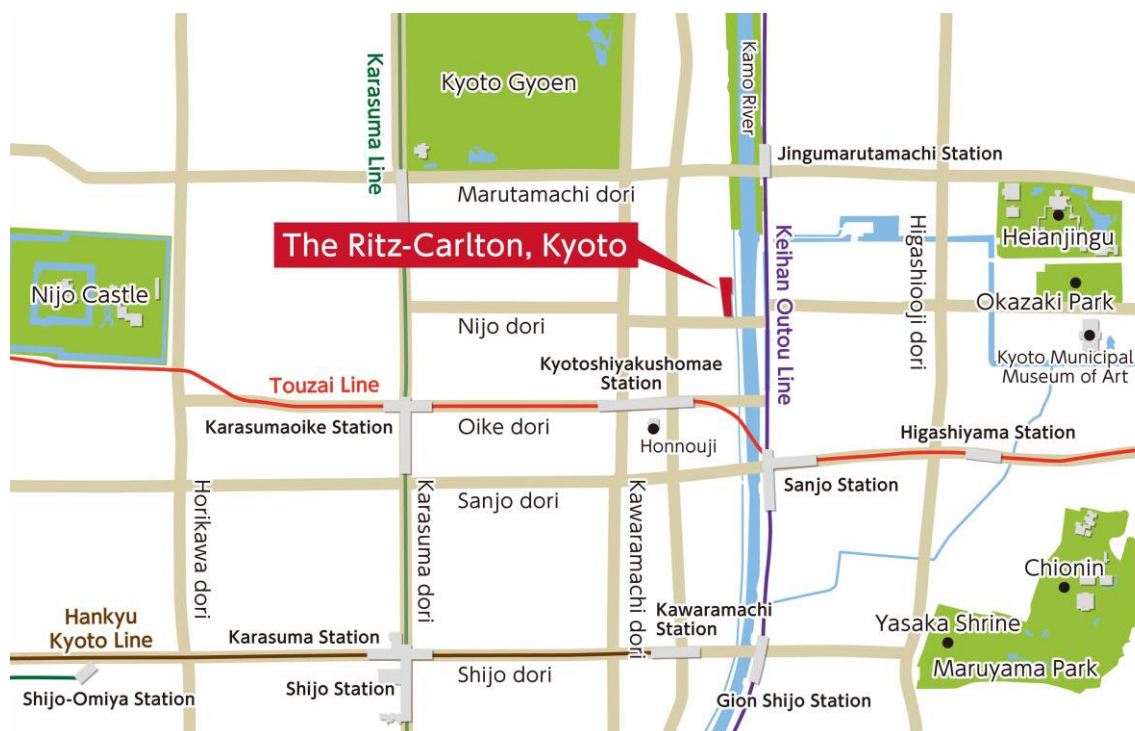 Kyoto Gyoen
Karasuma Line
Kamo River
Jingumarutamachi Station
Marutamachi dori
The Ritz-Carlton, Kyoto
Keihan Outou Line
Higashiooji dori
Heianjingu
Nijo Castle
Okazaki Park
Nijo dori
Kyoto Municipal
Museum of Art
Kyotoshiyakushomae
Station
Touzai Line
Karasumaoike Station
Oike dori
Honnouji
Higashiyama Station
Sanjo dori
Sanjo Station
Horikawa dori
Karasuma dori
Kawaramachi dori
Chionin
Hankyu
Kyoto Line
Karasuma Station
Kawaramachi
Station
Yasaka Shrine
Maruyama Park
Shijo-Omiya Station
Shijo Station
Shijo dori
Gion Shijo Station